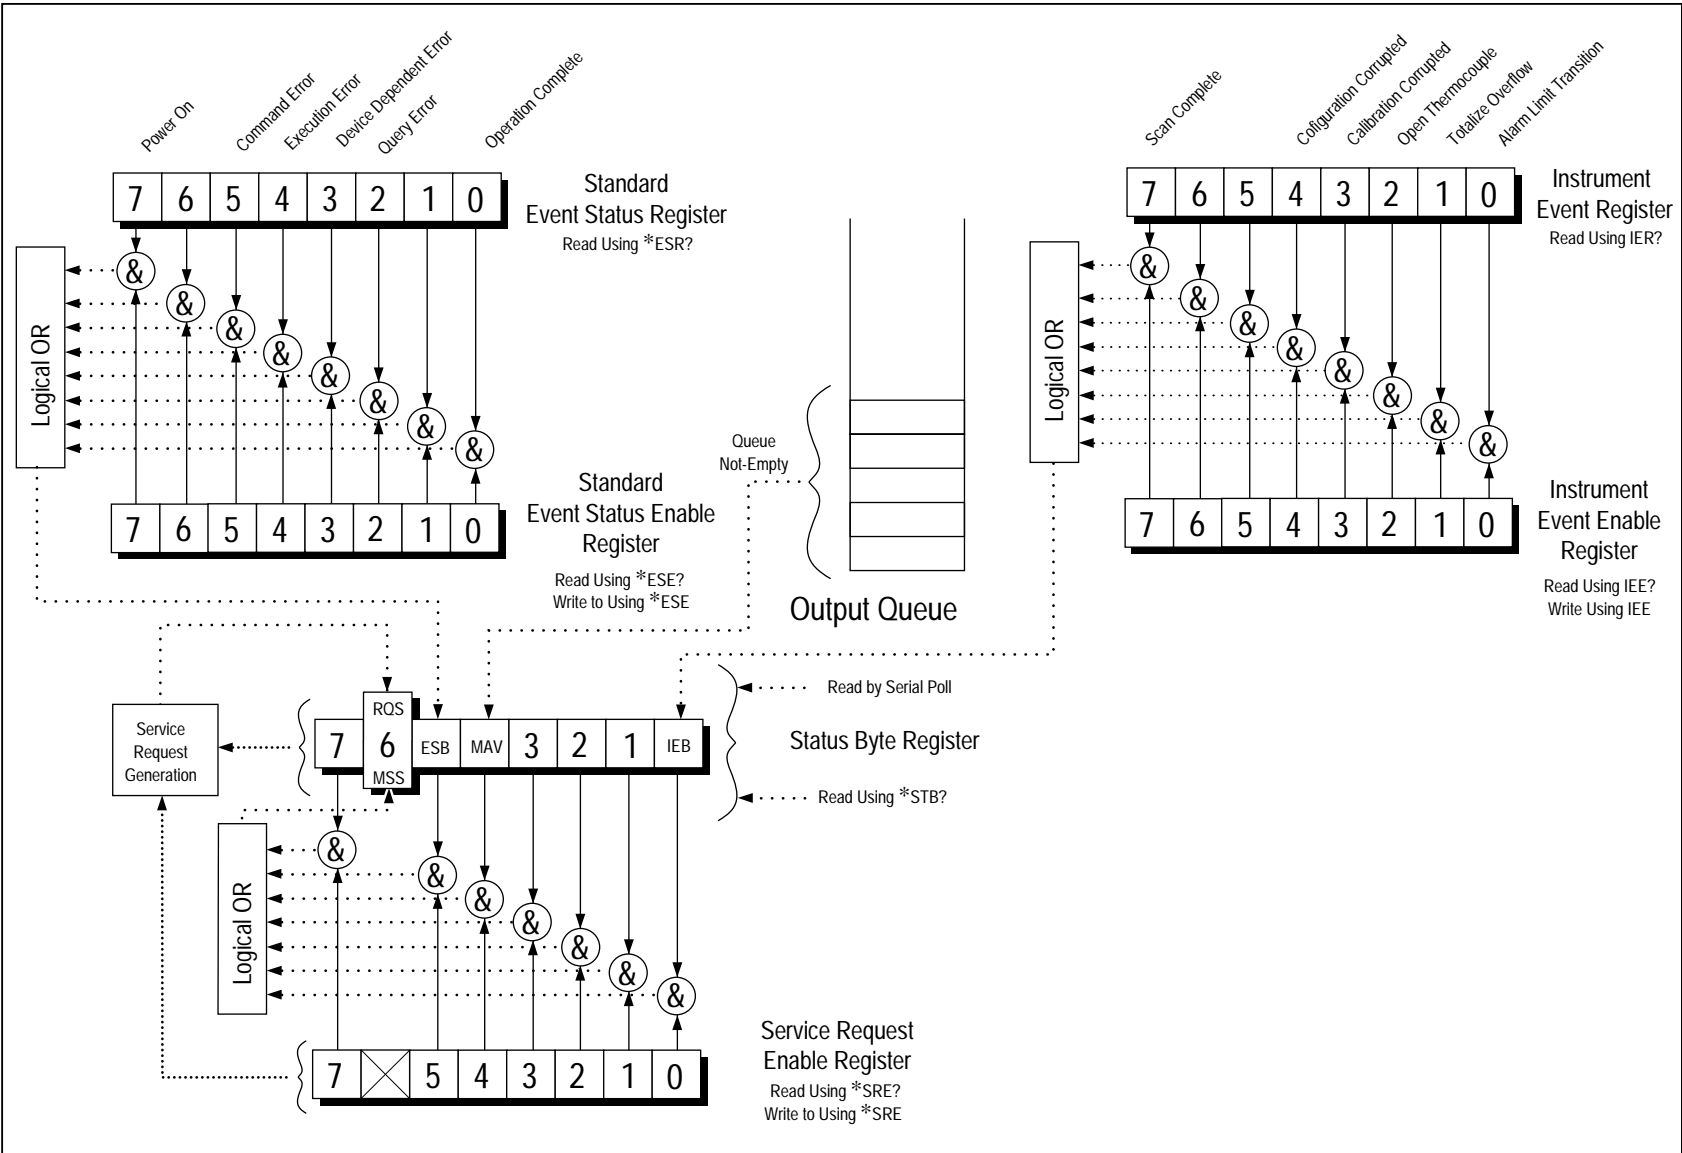 Power On
Command Error
Execution Error
Device Dependent Error
Query Error
Operation Complete
Scan Complete
Cofiguration Corrupted
Calibration Corrupted
Open Thermocouple
Totalize Overflow
Alarm Limit Transition
7 6 5 4 3 2 1 0
Standard
Event Status Register
Read Using *ESR?
7 6 5 4 3 2 1 0
Instrument
Event Register
Read Using IER?
& & & & & & & &
Logical OR
& & & & & & & &
Logical OR
Queue
Not-Empty
Output Queue
7 6 5 4 3 2 1 0
Standard
Event Status Enable
Register
Read Using *ESE?
Write to Using *ESE
7 6 5 4 3 2 1 0
Instrument
Event Enable
Register
Read Using IEE?
Write Using IEE
Service
Request
Generation
RQS
7 6 ESB MAV 3 2 1 IEB
MSS
Read by Serial Poll
Status Byte Register
Read Using *STB?
& & & & & & &
Logical OR
7 5 4 3 2 1 0
Service Request
Enable Register
Read Using *SRE?
Write to Using *SRE